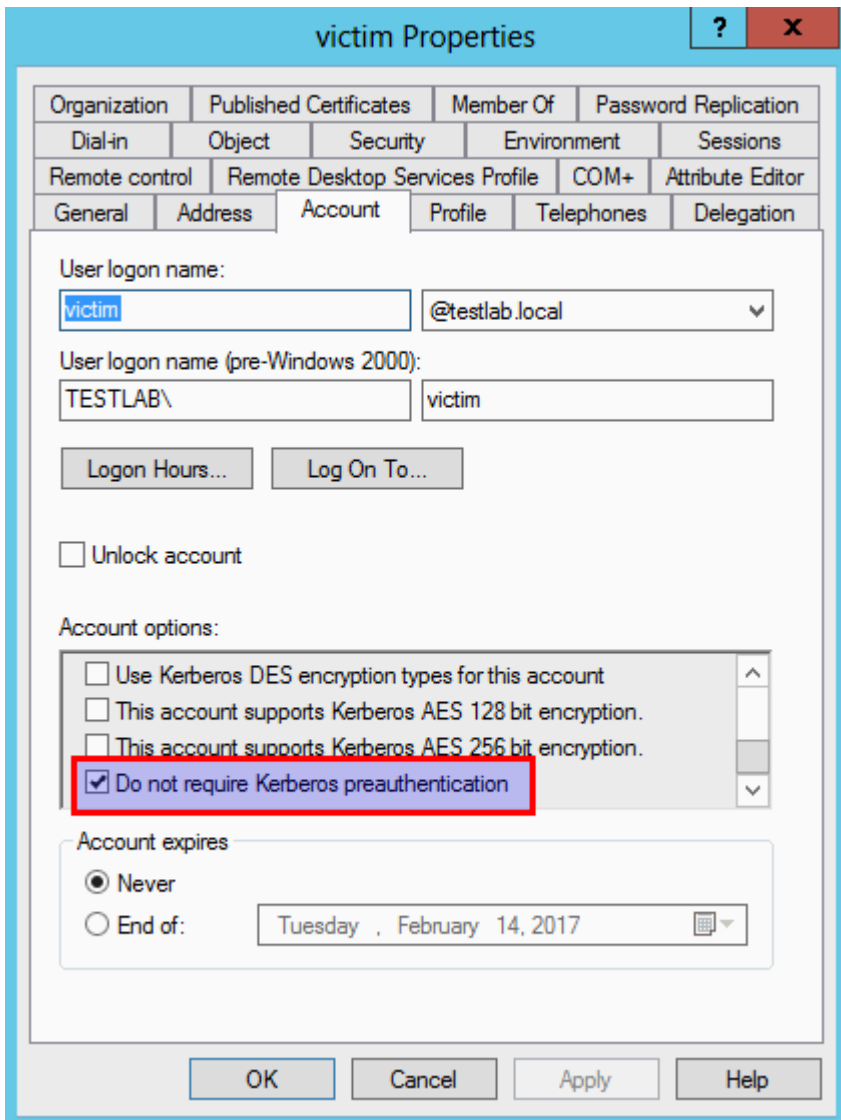 victim Properties
? x
Organization Published Certificates Member Of Password Replication
Dial-in Object Security Environment Sessions
Remote control Remote Desktop Services Profile COM+ Attribute Editor
General Address Account Profile Telephones Delegation
User logon name:
victim @testlab.local
User logon name (pre-Windows 2000):
TESTLAB\ victim
Logon Hours... Log On To...
Unlock account
Account options:
Use Kerberos DES encryption types for this account
This account supports Kerberos AES 128 bit encryption.
This account supports Kerberos AES 256 bit encryption.
Do not require Kerberos preauthentication
Account expires
Never
End of: Tuesday , February 14, 2017
OK Cancel Apply Help